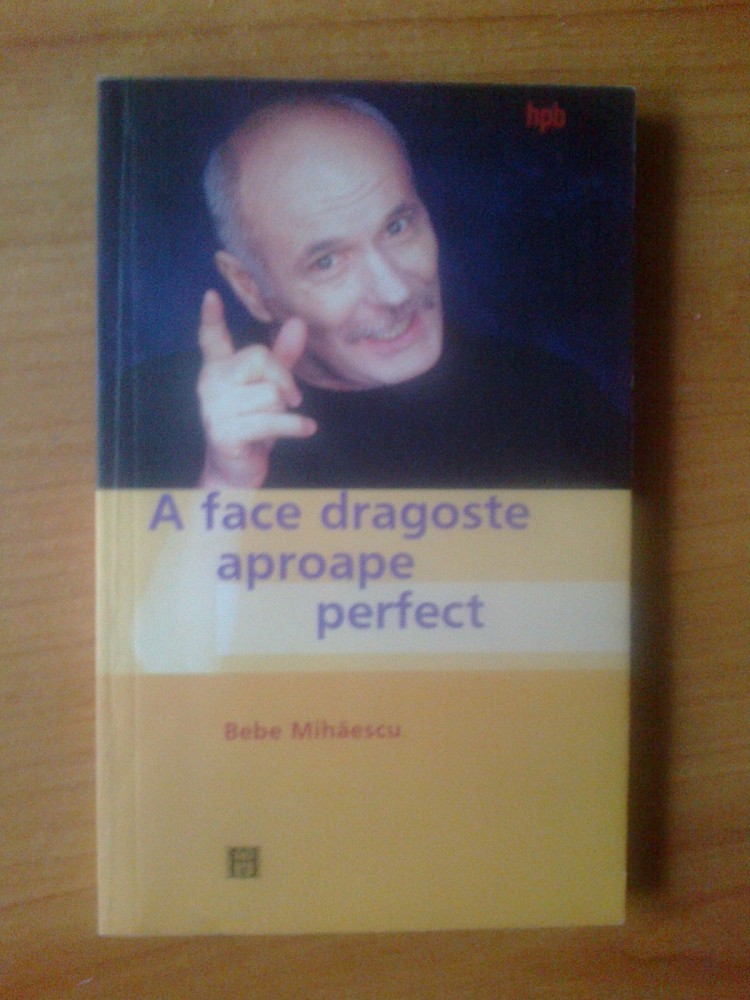 hpb
A face dragoste
aproape
perfect
Bebe Mihăescu